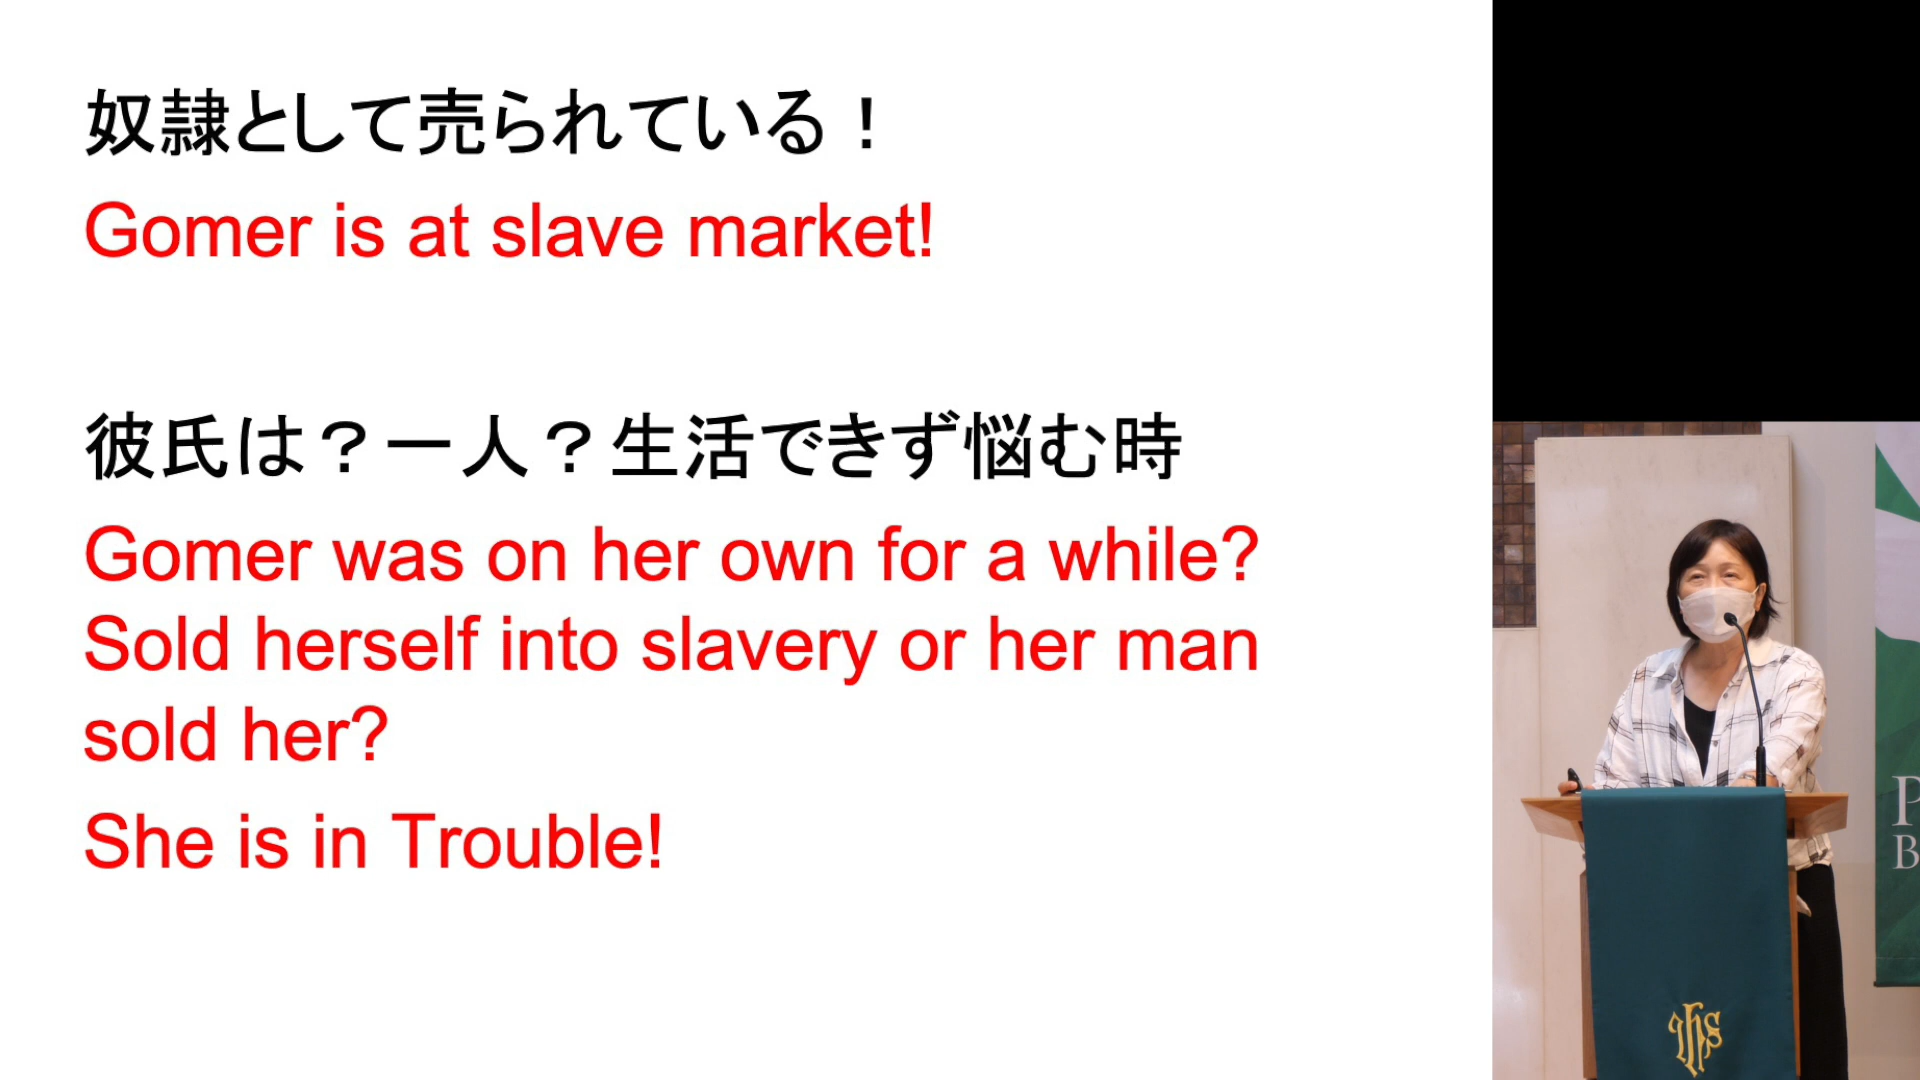 奴隷として売られている！
Gomer is at slave market!
彼氏は？一人？生活できず悩む時
Gomer was on her own for a while?
Sold herself into slavery or her man
sold her?
She is in Trouble!
P
B
IHS